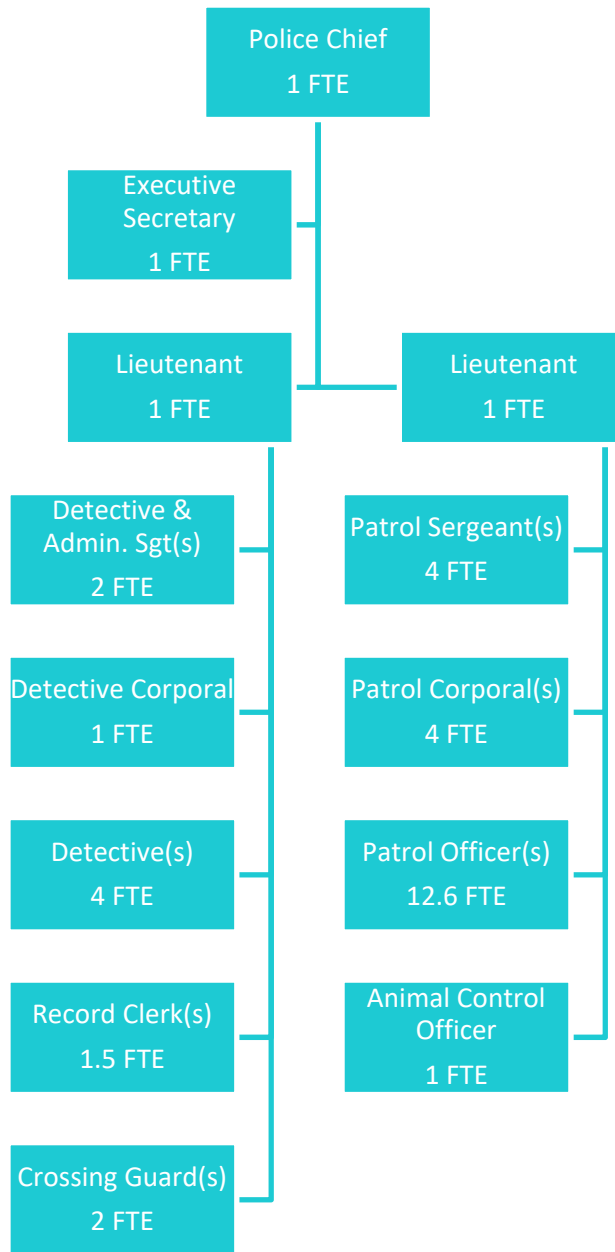 Police Chief
1 FTE
Executive
Secretary
1 FTE
Lieutenant
1 FTE
Lieutenant
1 FTE
Detective &
Admin. Sgt(s)
2 FTE
Detective Corporal
1 FTE
Detective(s)
4 FTE
Record Clerk(s)
1.5 FTE
Crossing Guard(s)
2 FTE
Patrol Sergeant(s)
4 FTE
Patrol Corporal(s)
4 FTE
Patrol Officer(s)
12.6 FTE
Animal Control
Officer
1 FTE